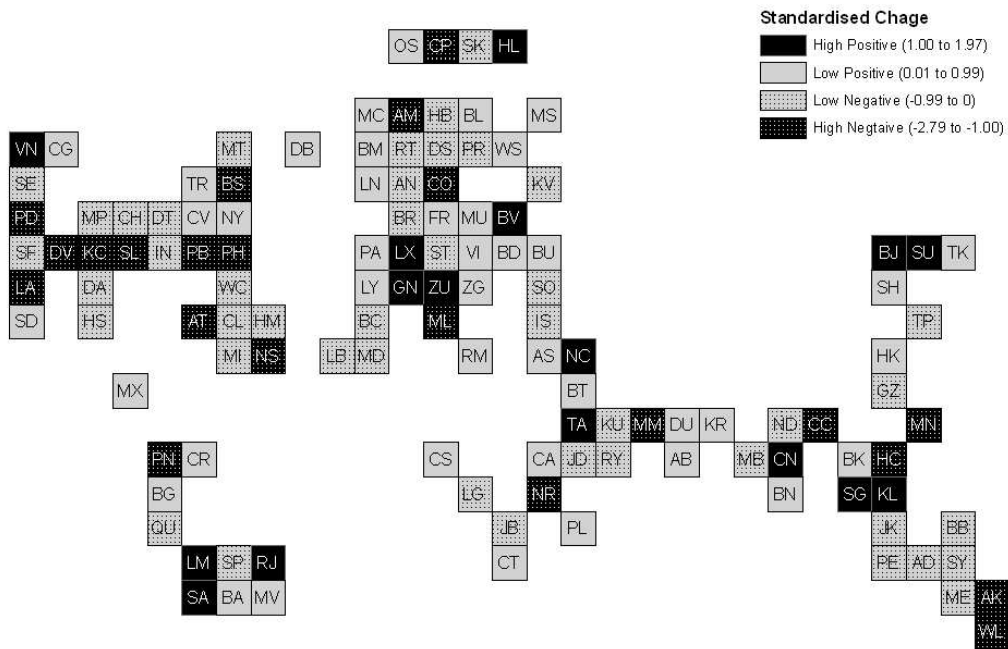 Standardised Chage
High Positive (1.00 to 1.97)
Low Positive (0.01 to 0.99)
Low Negative (-0.99 to 0)
High Negtaive (-2.79 to -1.00)
OS CP SK HL
MC AM HB BL MS
VN CG MT DB BM RT DS PR WS
SE TR BS LN AN CO KV
PD MP CH DT CV NY BR FR MU BV
SF DV KC SL IN PB PH PA LX ST VI BD BU BJ SU TK
LA DA WC LY GN ZU ZG SO SH
SD HS AT CL HM BC ML IS TP
MI NS LB MD RM AS NC HK
MX BT GZ
TA KU MM DU KR ND CC MN
PN CR CS CA JD RY AB MB CN BK HC
BG LG NR BN SG KL
QU JB PL JK BB
LM SP RJ CT PE AD SY
SA BA MV ME AK
WL